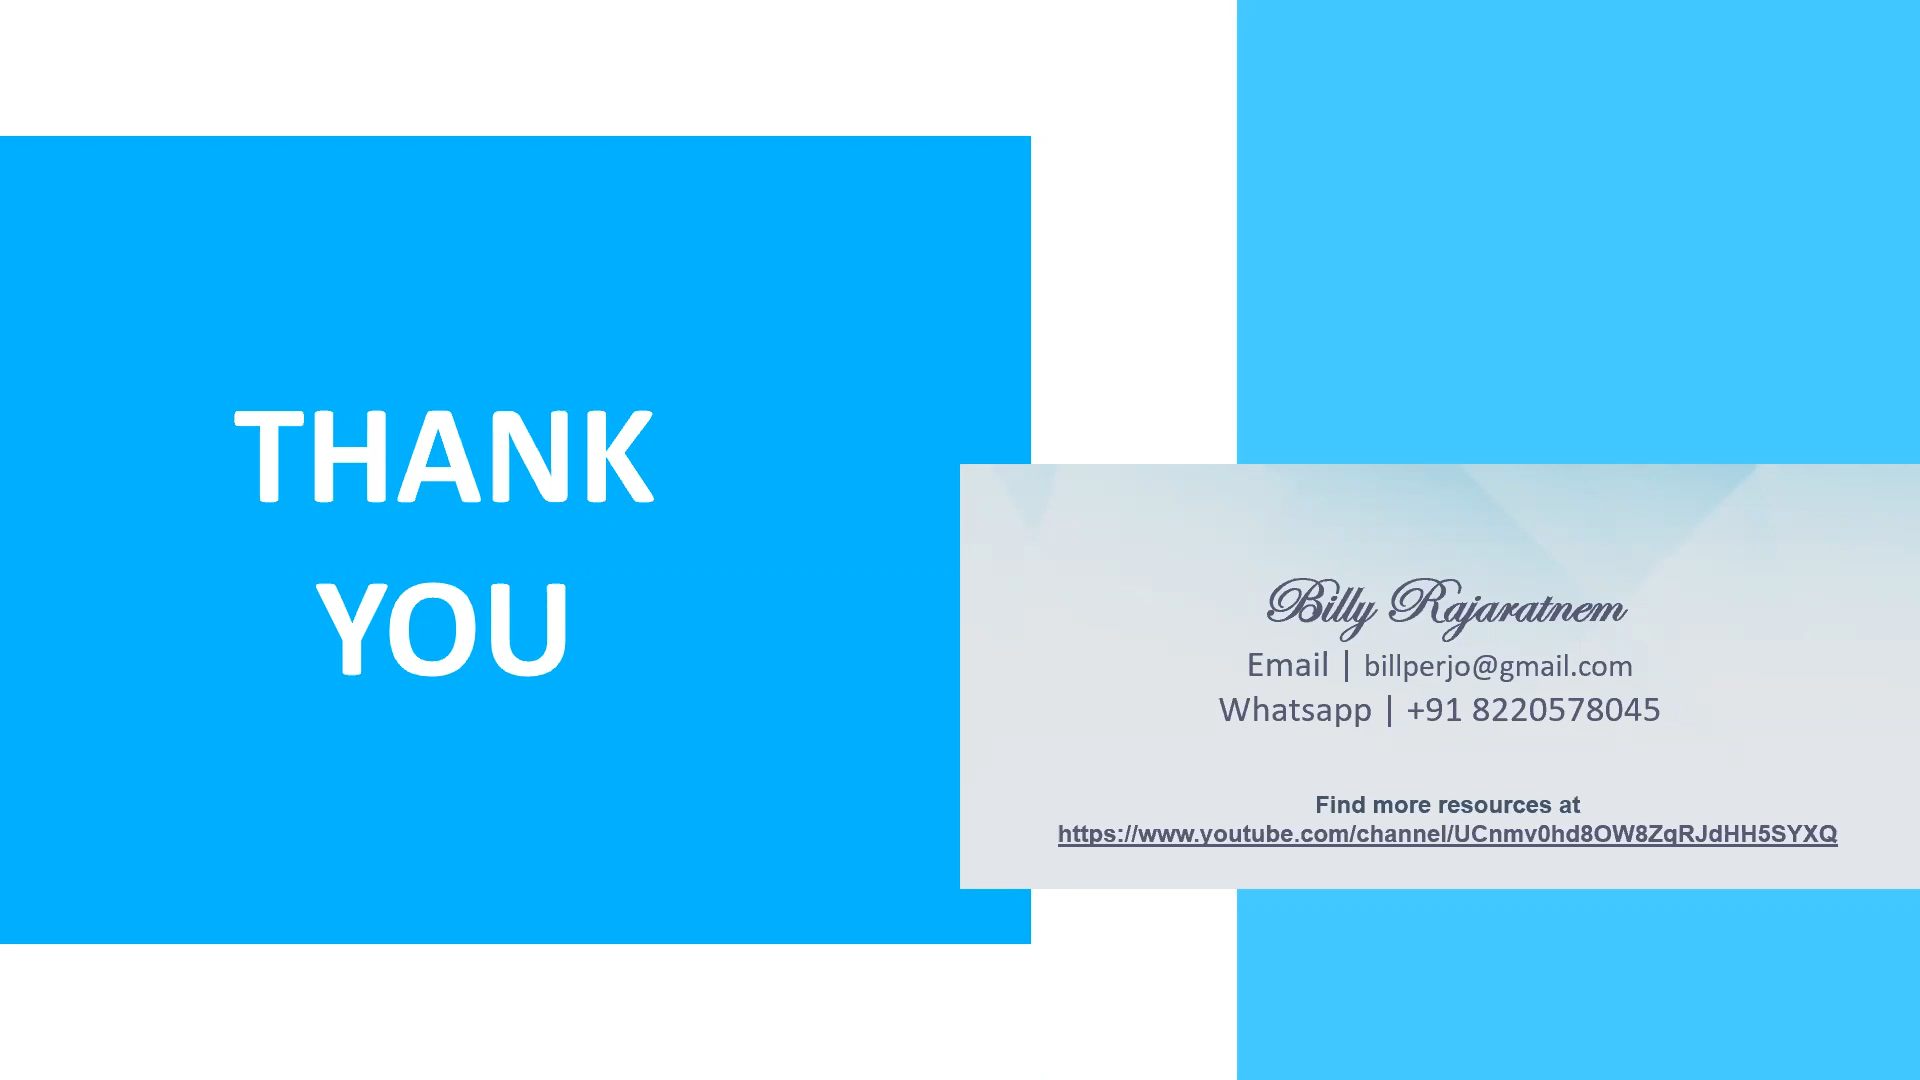 THANK
YOU
Billy Rajaratnem
Email | billperjo@gmail.com
Whatsapp | +91 8220578045
Find more resources at
https://www.youtube.com/channel/UCnmv0hd8OW8ZqRJdHH5SYXQ